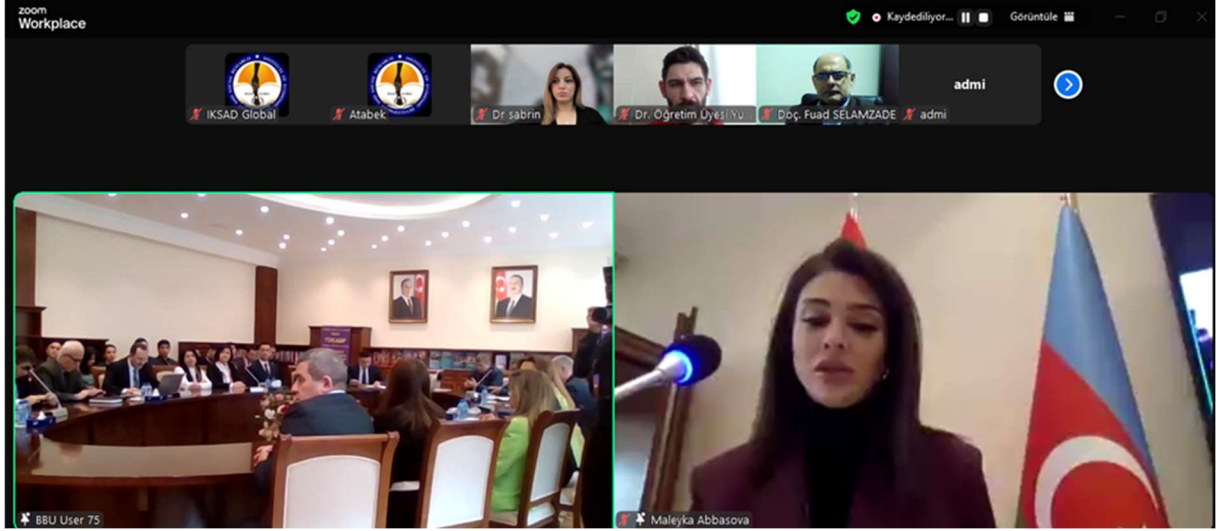 zoom
Workplace
Kaydediliyor...
Görüntüle
admi
IKSAD Global
Atabek
Dr sabrin
Dr. Öğretim Üyesi Yu...
Doç. Fuad SELAMZADE
admi
BBU User 75
Maleyka Abbasova